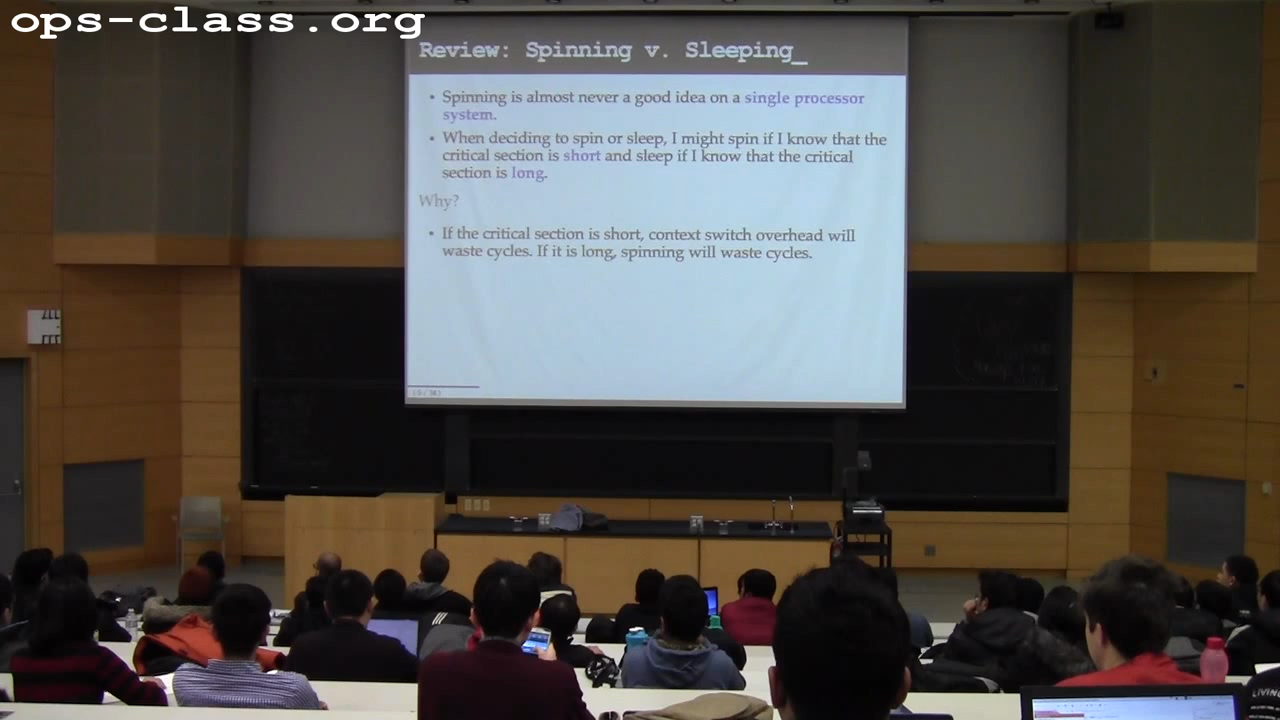 ops-class.org
Review: Spinning v. Sleeping_
• Spinning is almost never a good idea on a single processor
system.
• When deciding to spin or sleep, I might spin if I know that the
critical section is short and sleep if I know that the critical
section is long.
Why?
• If the critical section is short, context switch overhead will
waste cycles. If it is long, spinning will waste cycles.
LIVING